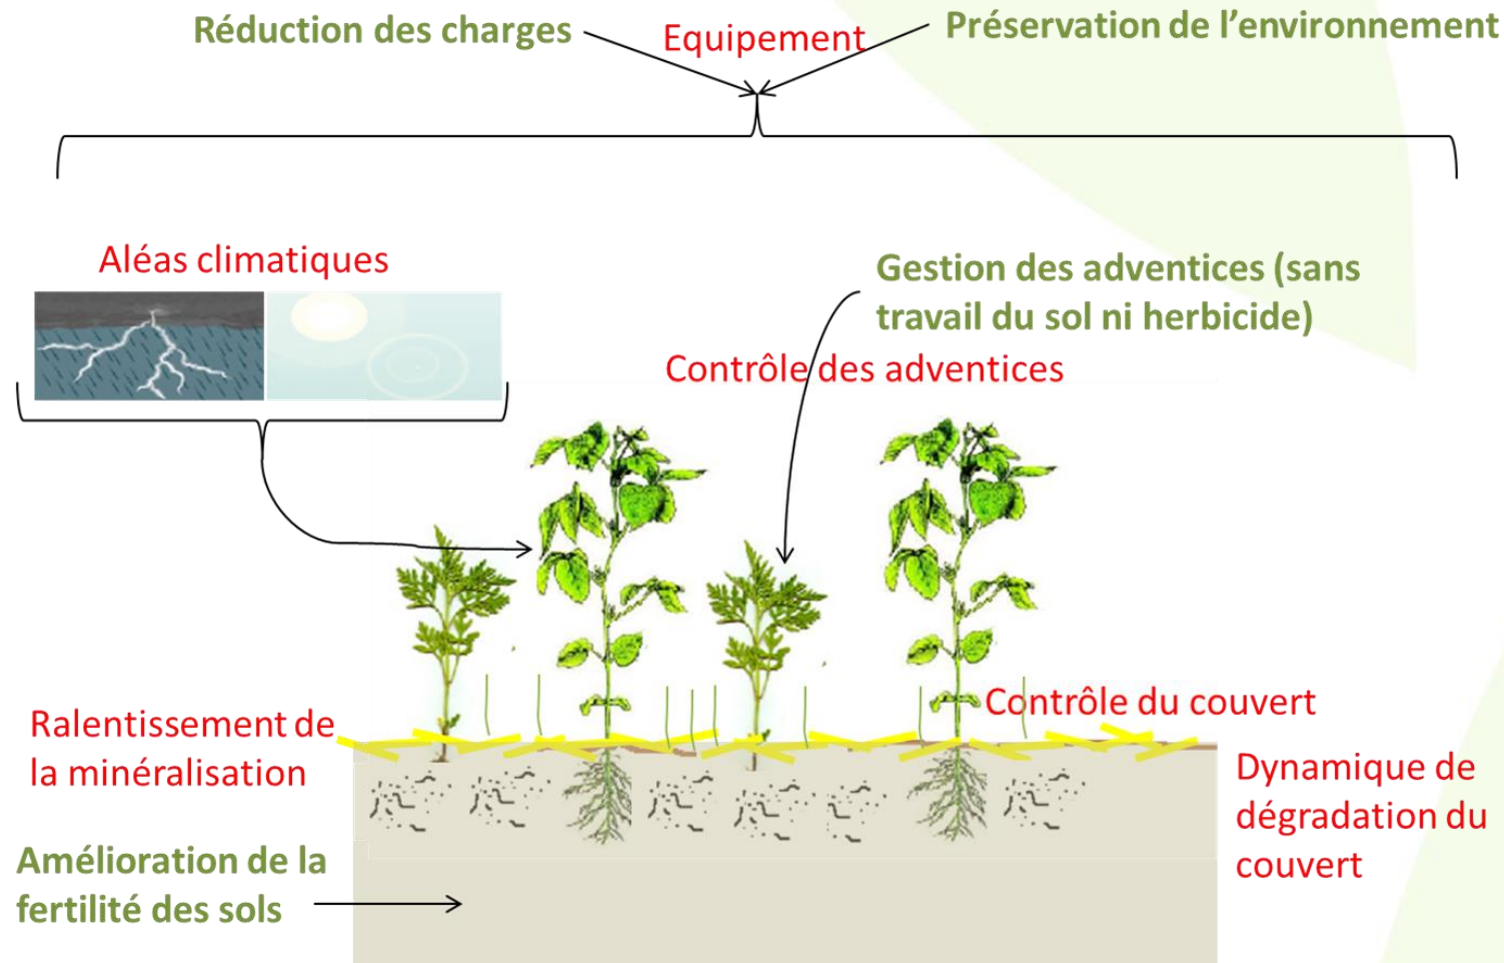 Réduction des charges
Equipement
Préservation de l’environnement
Aléas climatiques
Gestion des adventices (sans
travail du sol ni herbicide)
Contrôle des adventices
Contrôle du couvert
Ralentissement de
la minéralisation
Dynamique de
dégradation du
couvert
Amélioration de la
fertilité des sols